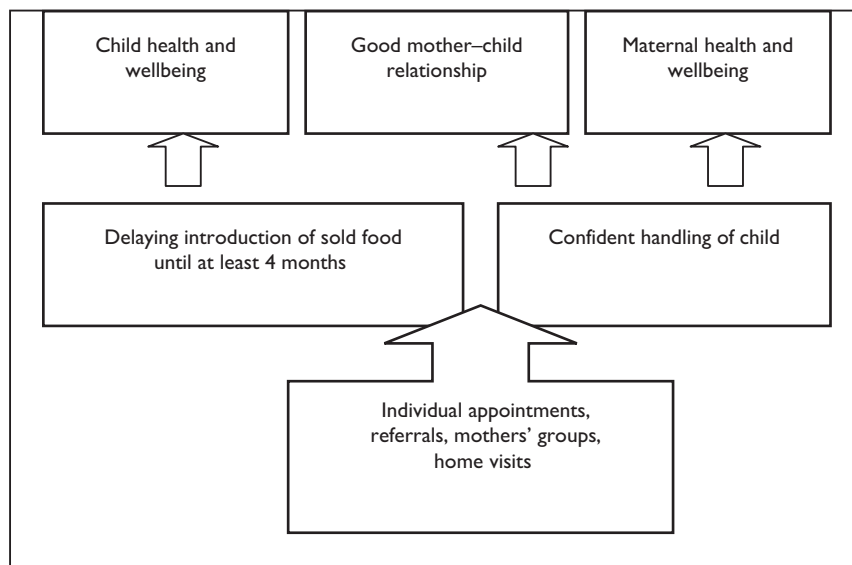 Child health and
wellbeing
Good mother–child
relationship
Maternal health and
wellbeing
Delaying introduction of sold food
until at least 4 months
Confident handling of child
Individual appointments,
referrals, mothers’ groups,
home visits